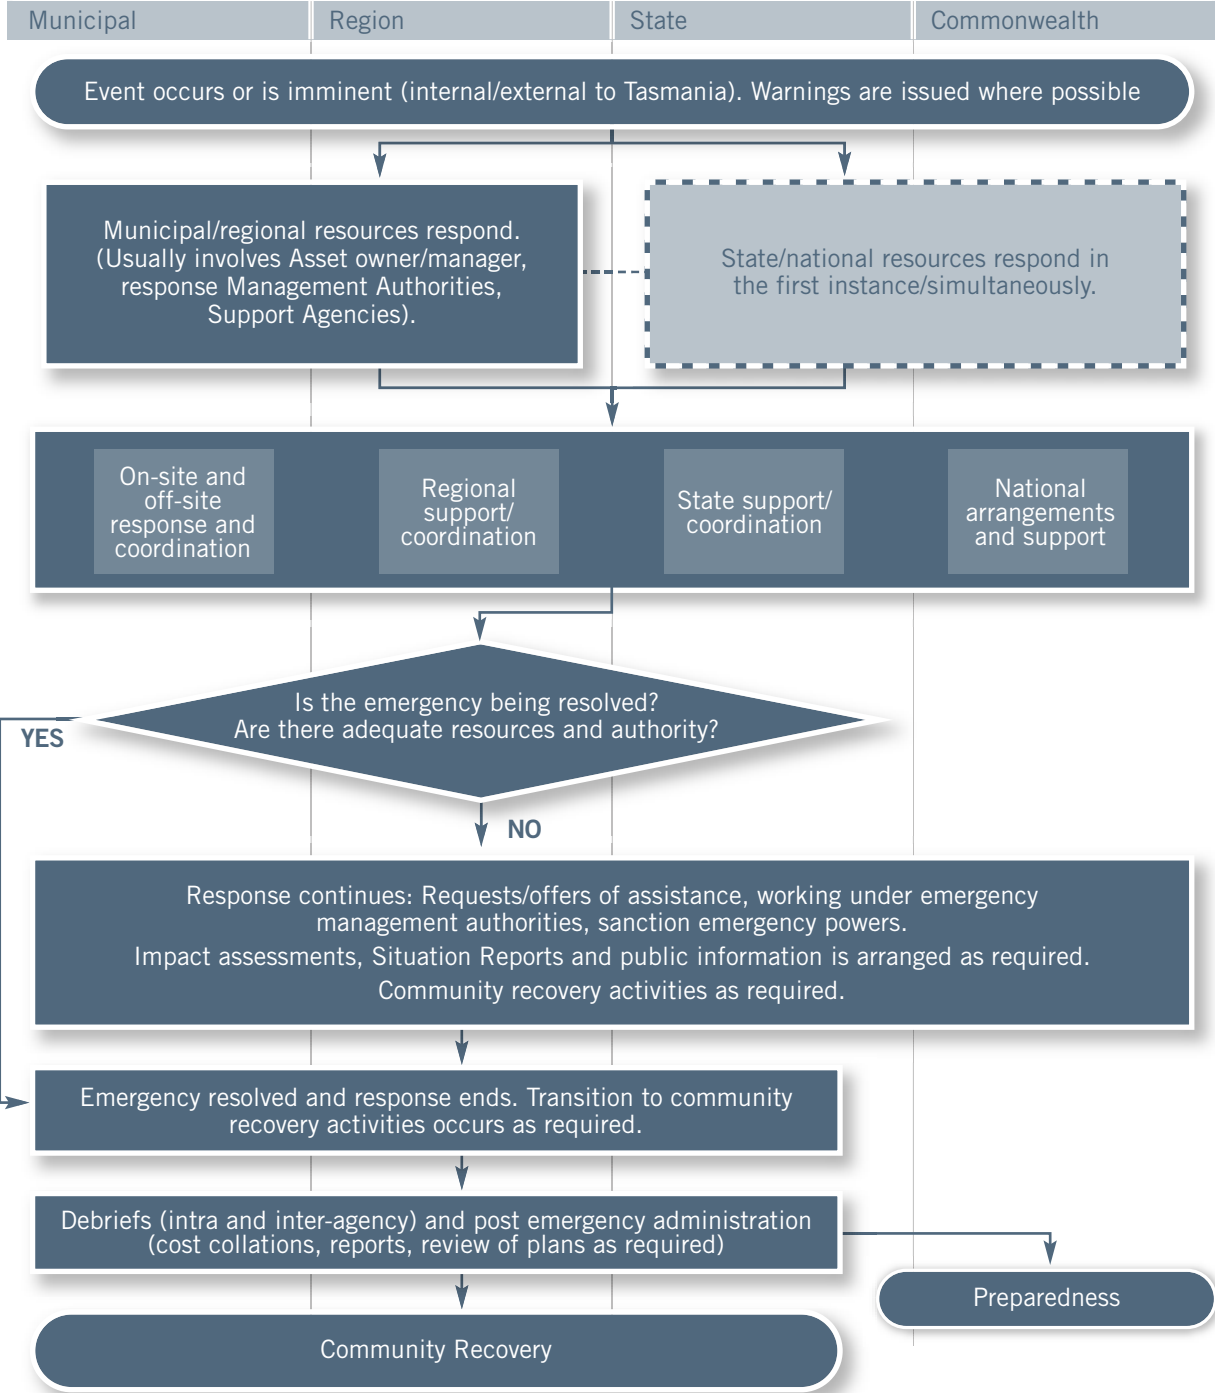 Municipal
Region
State
Commonwealth
Event occurs or is imminent (internal/external to Tasmania). Warnings are issued where possible
Municipal/regional resources respond.
(Usually involves Asset owner/manager,
response Management Authorities,
Support Agencies).
State/national resources respond in
the first instance/simultaneously.
On-site and
off-site
response and
coordination
Regional
support/
coordination
State support/
coordination
National
arrangements
and support
Is the emergency being resolved?
Are there adequate resources and authority?
YES
NO
Response continues: Requests/offers of assistance, working under emergency
management authorities, sanction emergency powers.
Impact assessments, Situation Reports and public information is arranged as required.
Community recovery activities as required.
Emergency resolved and response ends. Transition to community
recovery activities occurs as required.
Debriefs (intra and inter-agency) and post emergency administration
(cost collations, reports, review of plans as required)
Preparedness
Community Recovery